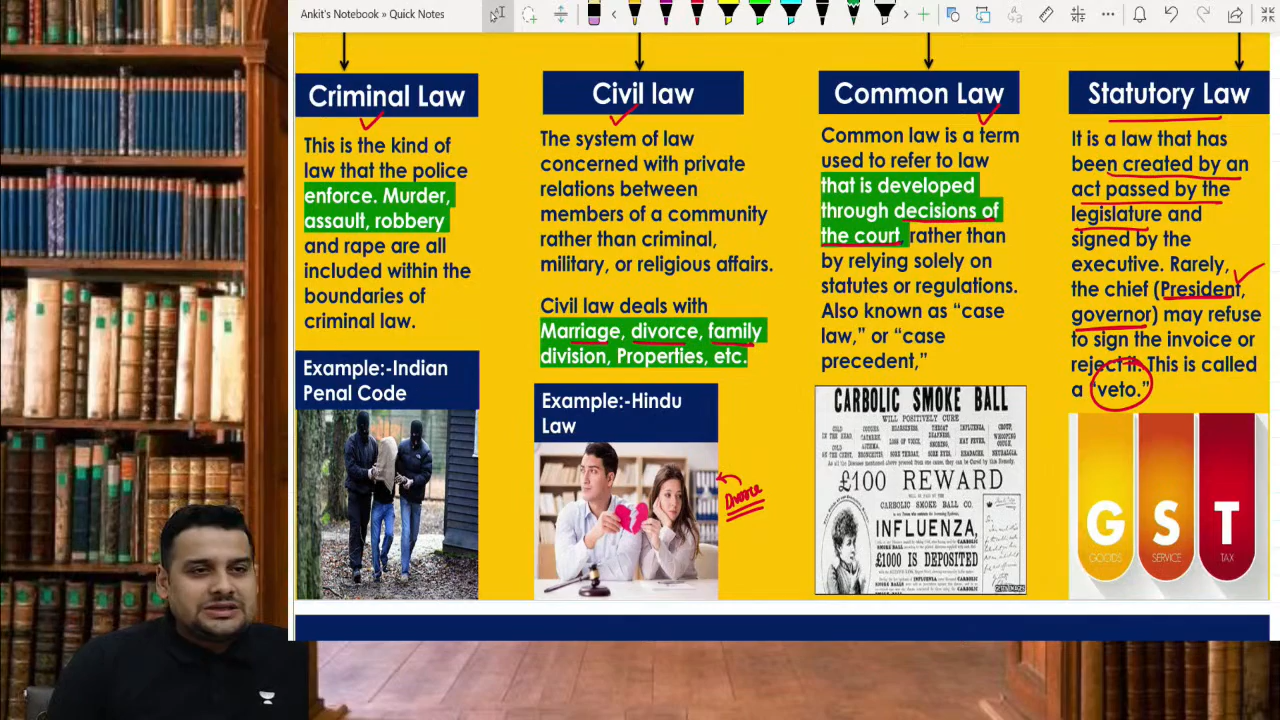 Ankit's Notebook » Quick Notes
Criminal Law
This is the kind of
law that the police
enforce. Murder,
assault, robbery
and rape are all
included within the
boundaries of
criminal law.
Example:-Indian
Penal Code
Civil law
The system of law
concerned with private
relations between
members of a community
rather than criminal,
military, or religious affairs.
Civil law deals with
Marriage, divorce, family
division, Properties, etc.
Example:-Hindu
Law
Divorce
Common Law
Common law is a term
used to refer to law
that is developed
through decisions of
the court, rather than
by relying solely on
statutes or regulations.
Also known as “case
law,” or “case
precedent,”
CARBOLIC SMOKE BALL
WILL POSITIVELY CURE
£100 REWARD
CARBOLIC SMOKE BALL CO.
INFLUENZA,
£1000 IS DEPOSITED
Statutory Law
It is a law that has
been created by an
act passed by the
legislature and
signed by the
executive. Rarely,
the chief (President,
governor) may refuse
to sign the invoice or
reject it. This is called
a “veto.”
G S T
GOODS SERVICE TAX